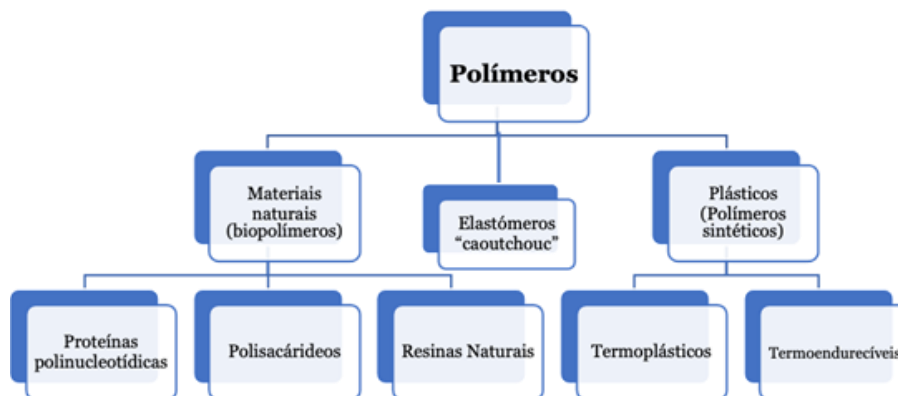 Polímeros
Materiais
naturais
(biopolímeros)
Elastómeros
“caoutchouc”
Plásticos
(Polímeros
sintéticos)
Proteínas
polinucleotídicas
Polisacárideos
Resinas Naturais
Termoplásticos
Termoendurecíveis